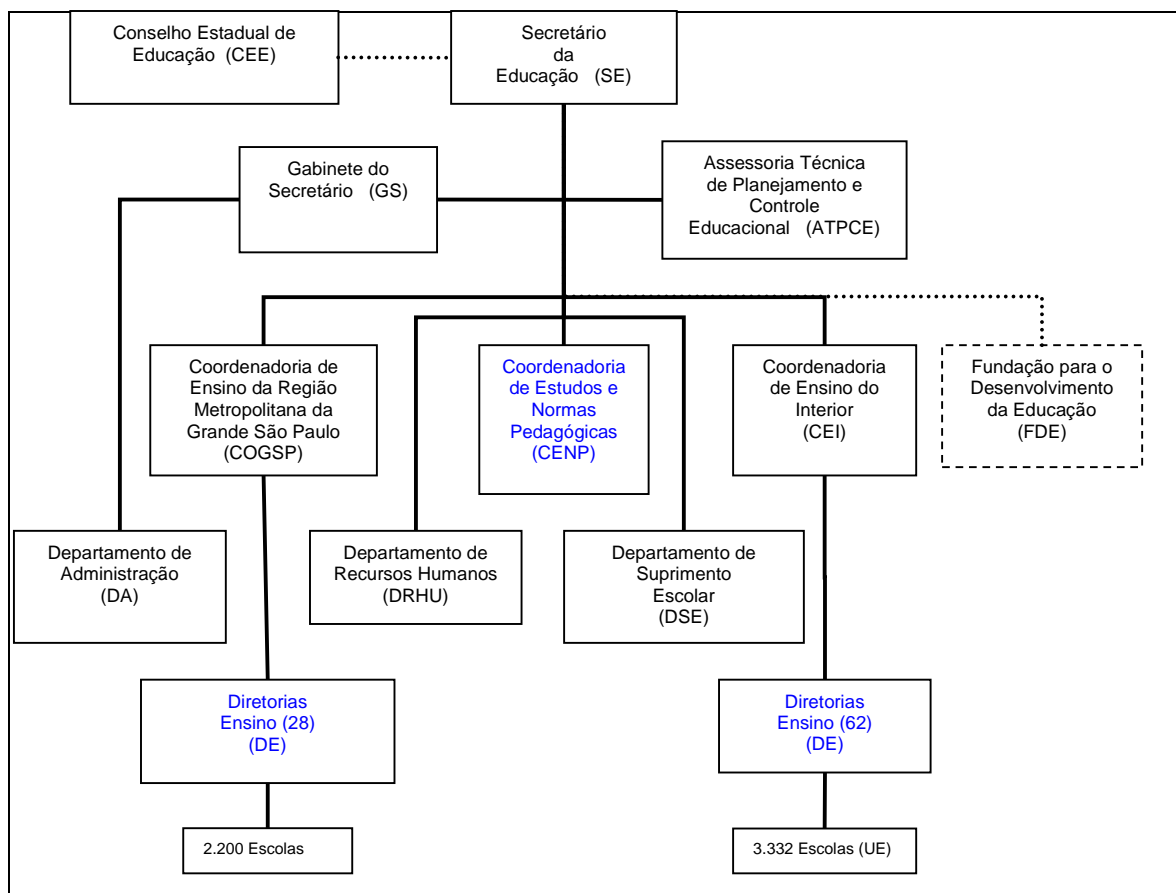 Conselho Estadual de
Educação (CEE)
Secretário
da
Educação (SE)
Gabinete do
Secretário (GS)
Assessoria Técnica
de Planejamento e
Controle
Educacional (ATPCE)
Coordenadoria de
Ensino da Região
Metropolitana da
Grande São Paulo
(COGSP)
Coordenadoria
de Estudos e
Normas
Pedagógicas
(CENP)
Coordenadoria
de Ensino do
Interior
(CEI)
Fundação para o
Desenvolvimento
da Educação
(FDE)
Departamento de
Administração
(DA)
Departamento de
Recursos Humanos
(DRHU)
Departamento de
Suprimento
Escolar
(DSE)
Diretorias
Ensino (28)
(DE)
Diretorias
Ensino (62)
(DE)
2.200 Escolas
3.332 Escolas (UE)